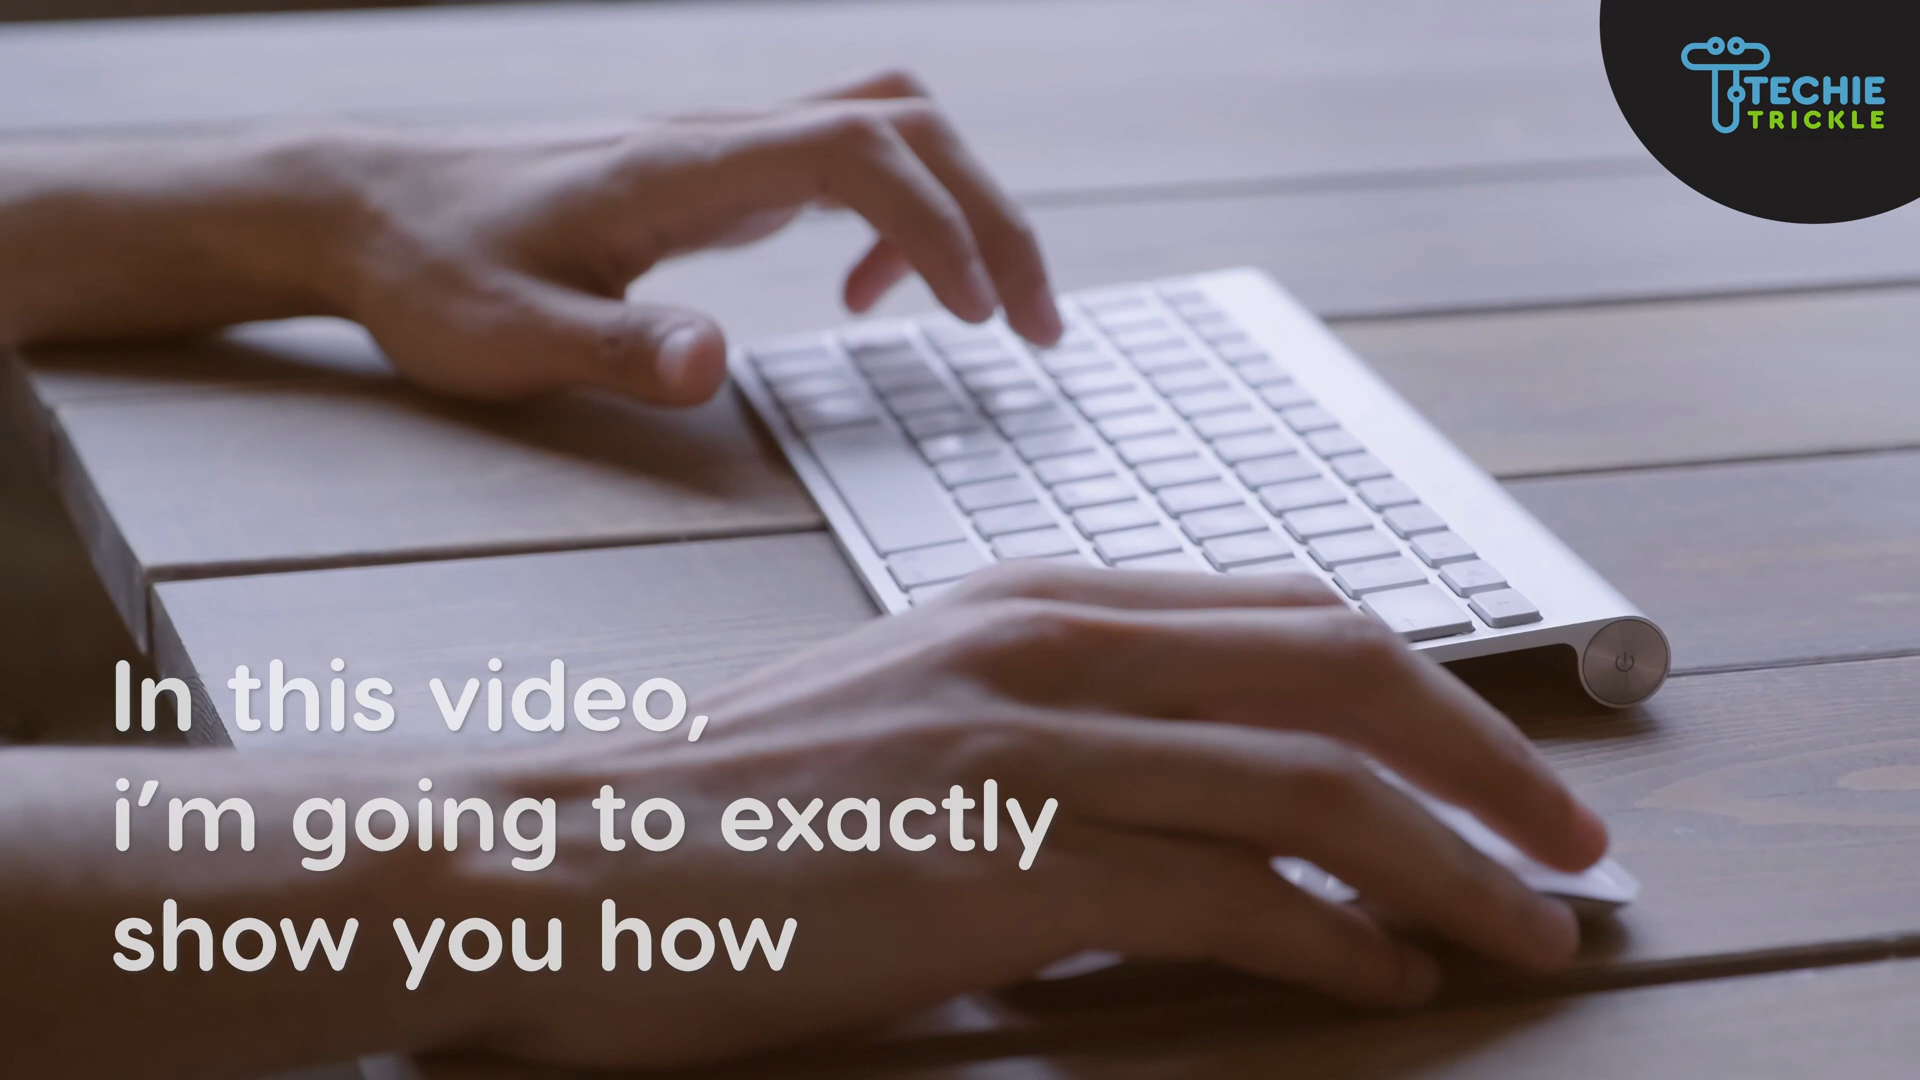 TECHIE
TRICKLE
In this video,
i’m going to exactly
show you how